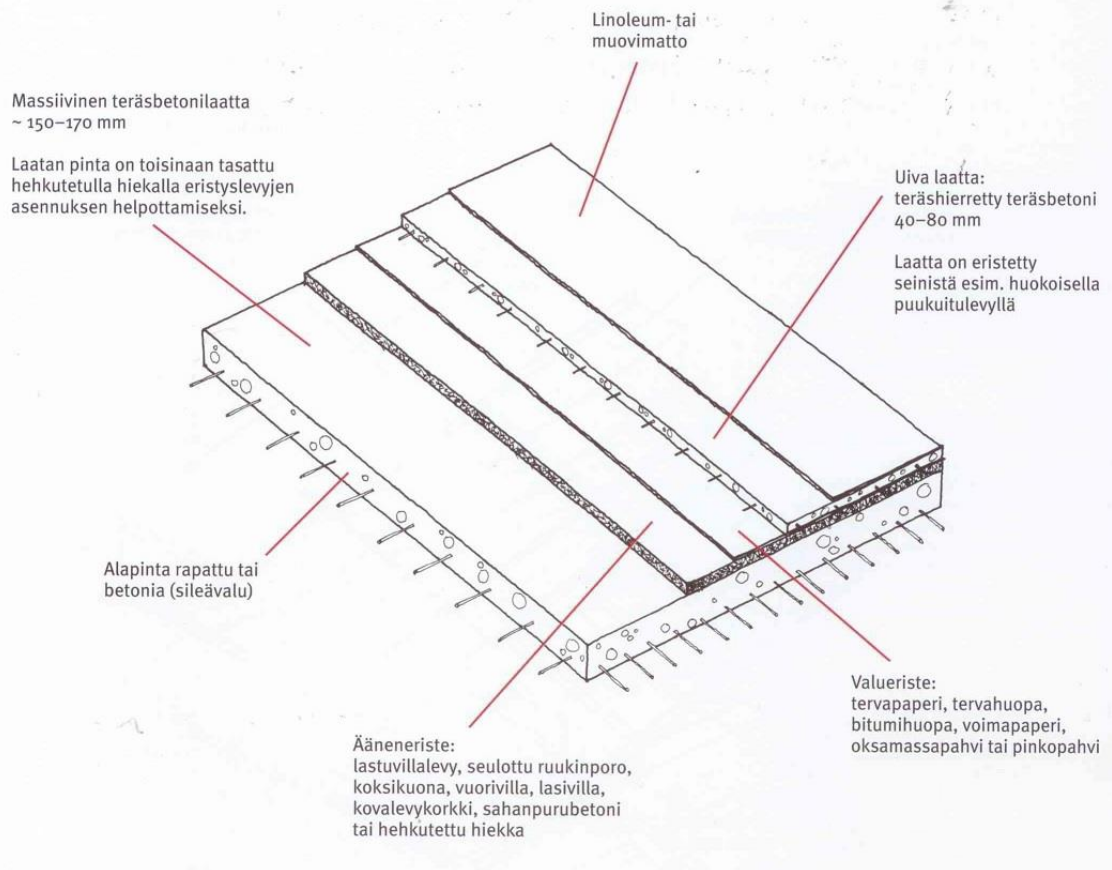 Linoleum- tai
muovimatto
Massiivinen teräsbetonilaatta
~ 150–170 mm
Laatan pinta on toisinaan tasattu
hehkutetulla hiekalla eristyslevyjen
asennuksen helpottamiseksi.
Uiva laatta:
teräshierretty teräsbetoni
40–80 mm
Laatta on eristetty
seinistä esim. huokoisella
puukuitulevyllä
Alapinta rapattu tai
betonia (sileävalu)
Valueriste:
tervapaperi, tervahuopa,
bitumihuopa, voimapaperi,
oksamassapahvi tai pinkopahvi
Ääneneriste:
lastuvillalevy, seulottu ruukinporo,
koksikuona, vuorivilla, lasivilla,
kovalevykorkki, sahanpurubetoni
tai hehkutettu hiekka